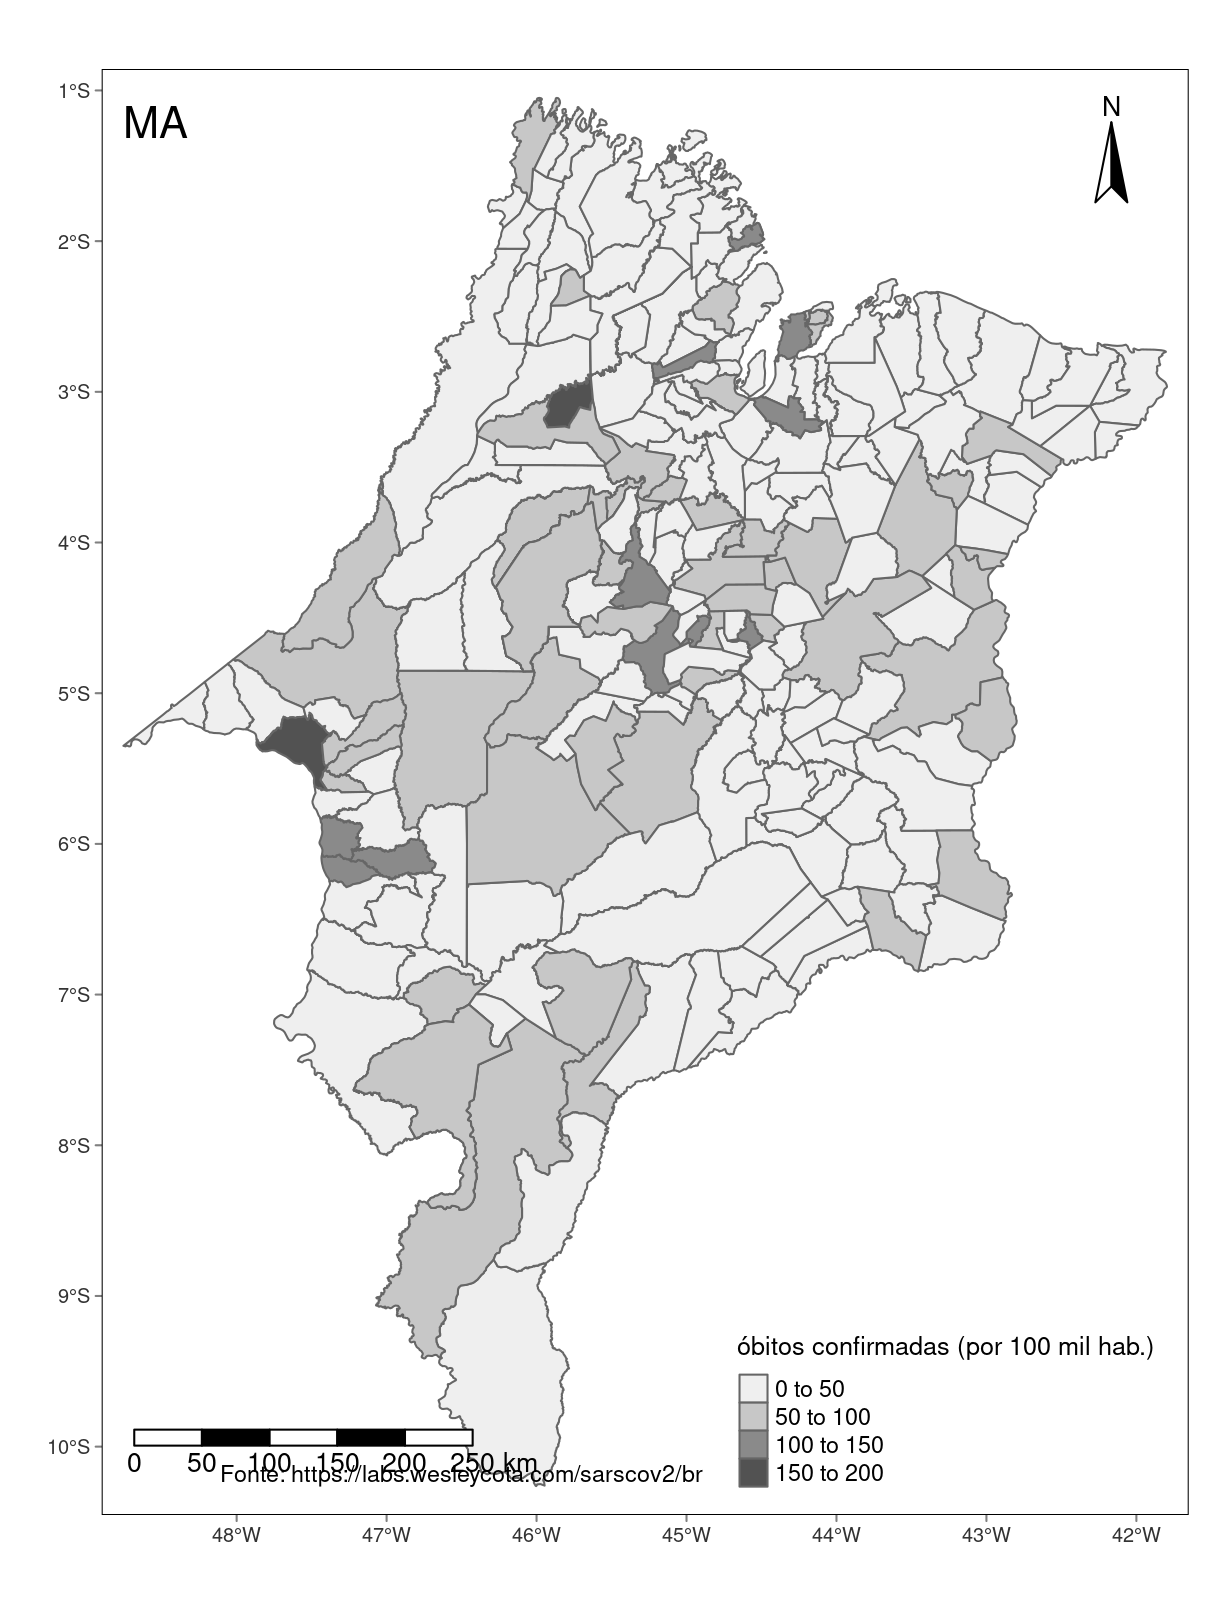 MA
N
1°S
2°S
3°S
4°S
5°S
6°S
7°S
8°S
9°S
10°S
óbitos confirmadas (por 100 mil hab.)
0 to 50
50 to 100
100 to 150
150 to 200
0 50 100 150 200 250 km
Fonte: https://labs.wesleycota.com/sarscov2/br
48°W 47°W 46°W 45°W 44°W 43°W 42°W